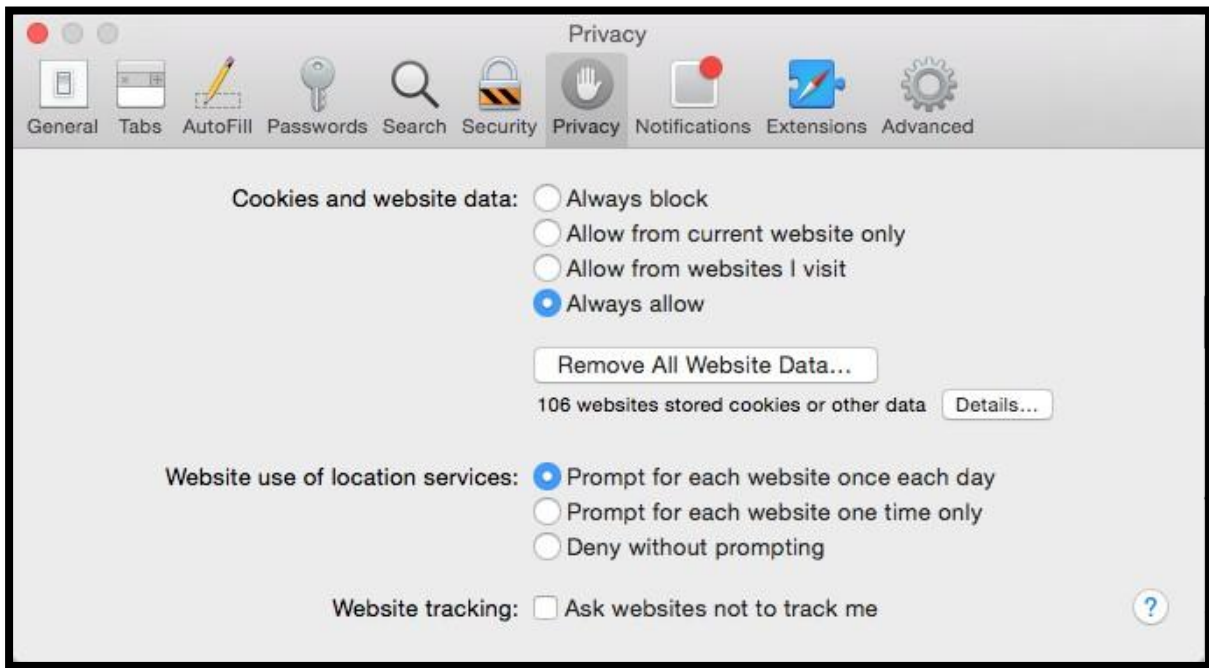 Privacy
General Tabs AutoFill Passwords Search Security Privacy Notifications Extensions Advanced
Cookies and website data: Always block
Allow from current website only
Allow from websites I visit
Always allow
Remove All Website Data...
106 websites stored cookies or other data Details...
Website use of location services: Prompt for each website once each day
Prompt for each website one time only
Deny without prompting
Website tracking: Ask websites not to track me ?